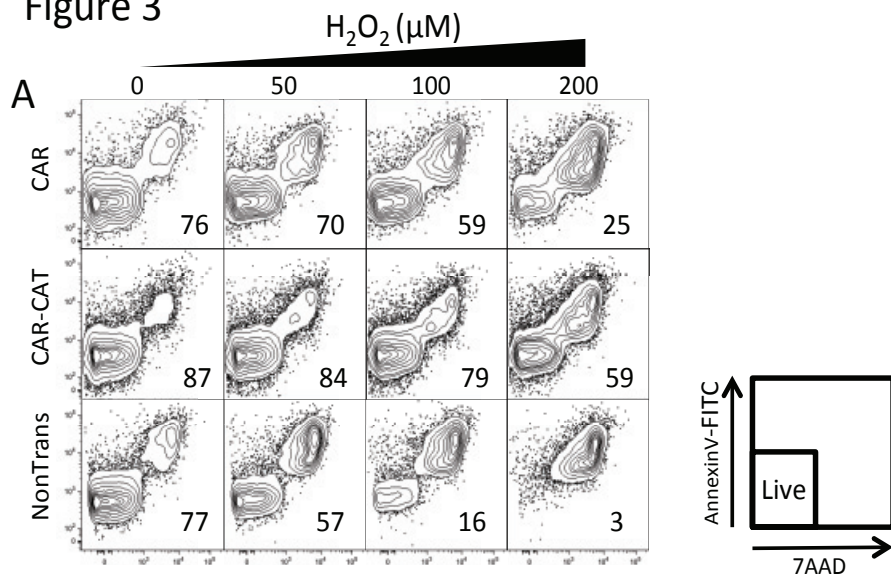 Figure 3
H₂O₂ (μM)
0 50 100 200
A
CAR
76 70 59 25
CAR-CAT
87 84 79 59
NonTrans
77 57 16 3
AnnexinV-FITC
Live
7AAD